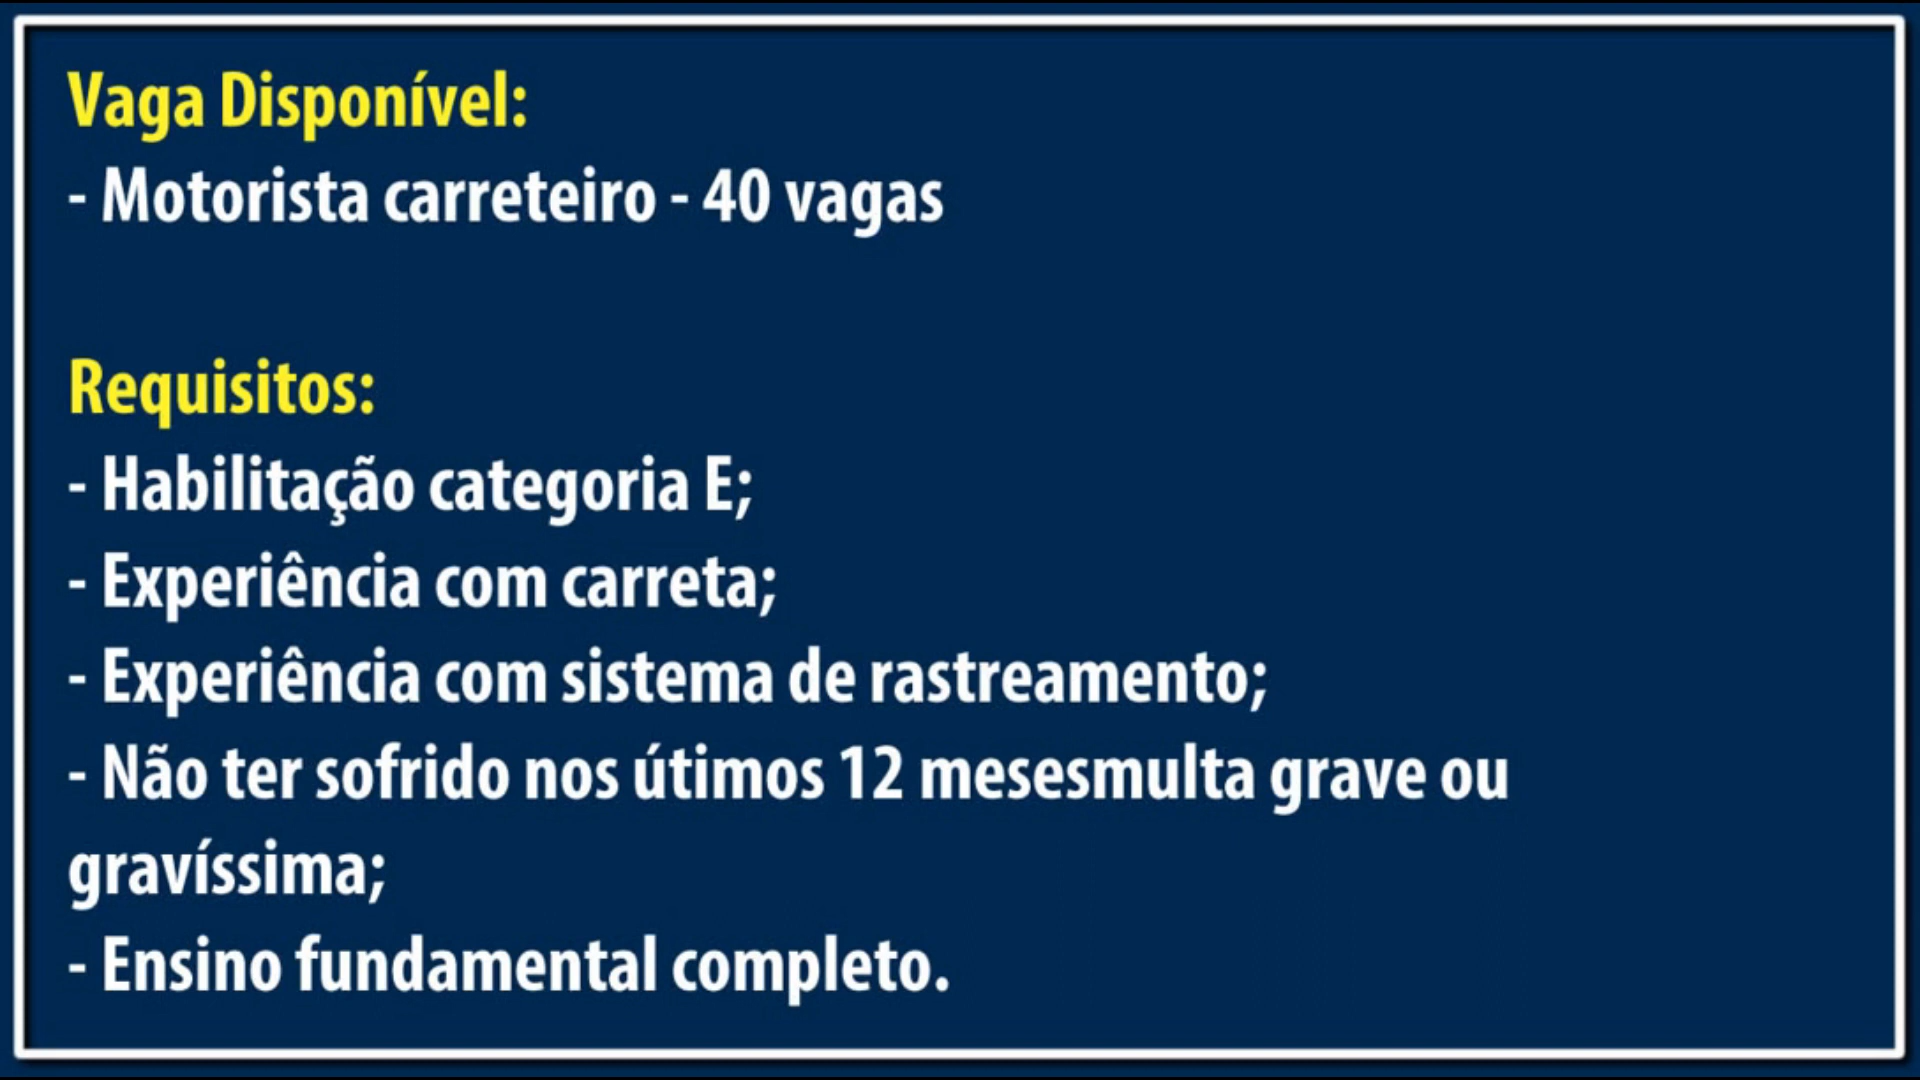 Vaga Disponível:
- Motorista carreteiro - 40 vagas
Requisitos:
- Habilitação categoria E;
- Experiência com carreta;
- Experiência com sistema de rastreamento;
- Não ter sofrido nos útimos 12 mesesmulta grave ou
gravíssima;
- Ensino fundamental completo.